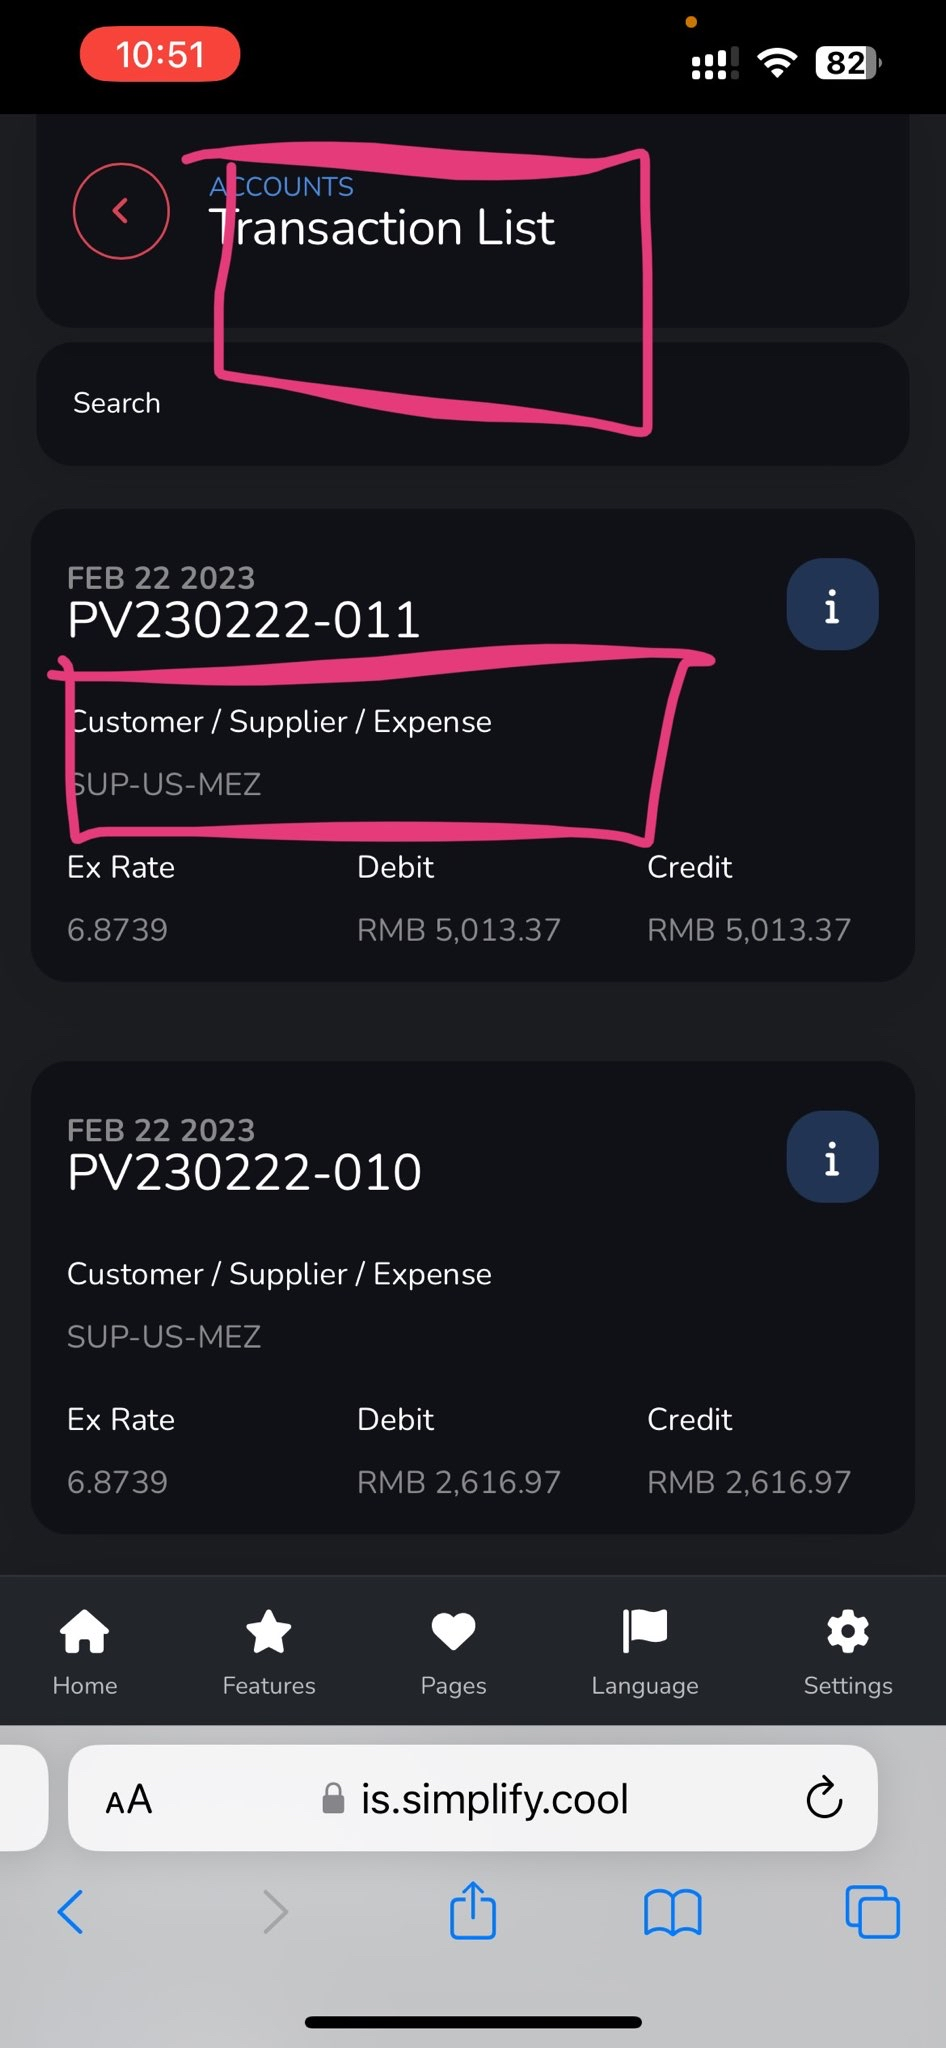 10:51
82
ACCOUNTS
Transaction List
Search
FEB 22 2023
PV230222-011
i
Customer / Supplier / Expense
SUP-US-MEZ
Ex Rate Debit Credit
6.8739 RMB 5,013.37 RMB 5,013.37
FEB 22 2023
PV230222-010
i
Customer / Supplier / Expense
SUP-US-MEZ
Ex Rate Debit Credit
6.8739 RMB 2,616.97 RMB 2,616.97
Home Features Pages Language Settings
AA is.simplify.cool